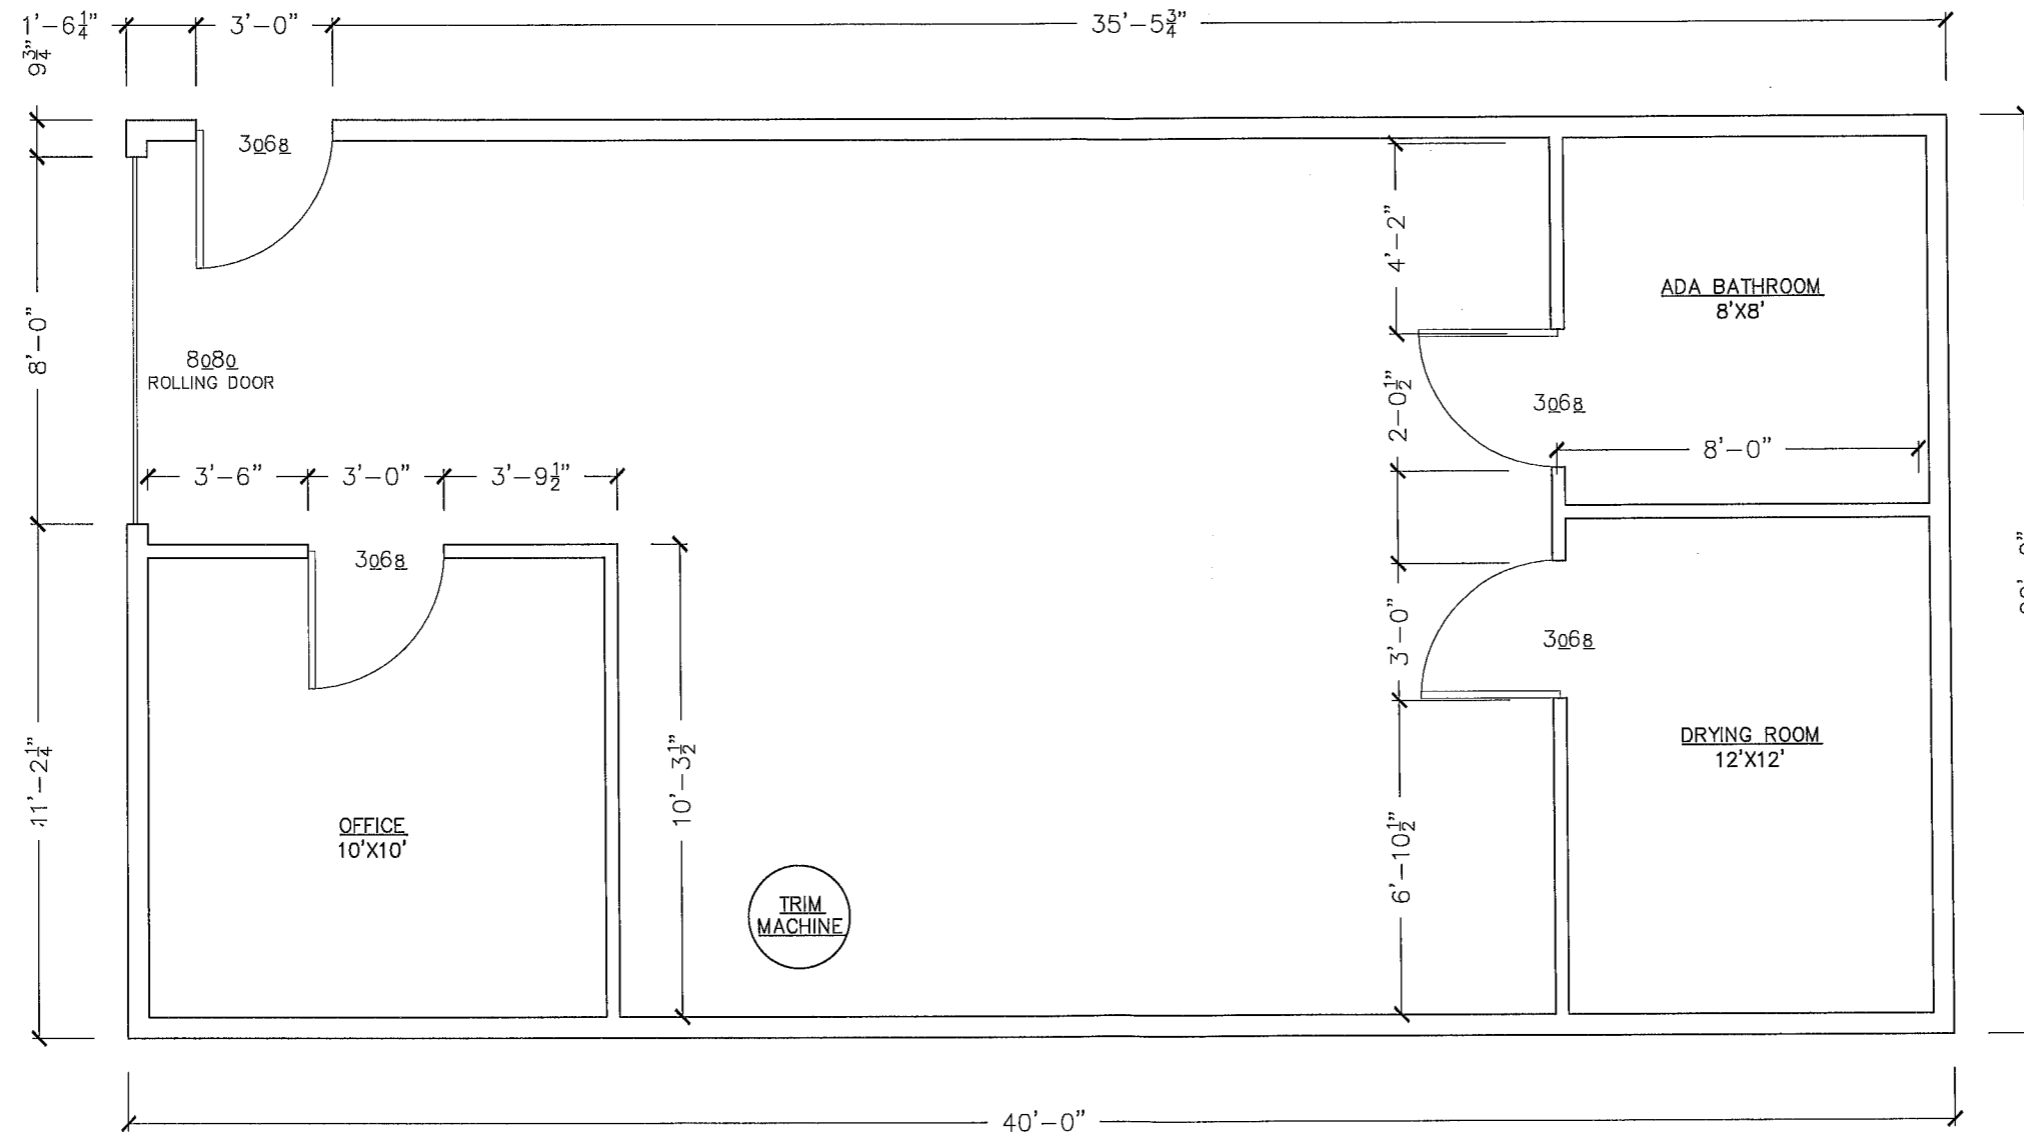 1'-6¼" 3'-0" 35'-5¾"
9¾"
3068
4'-2"
ADA BATHROOM
8'X8'
8'-0"
8080
ROLLING DOOR
2-0½"
3068
8'-0"
3'-6" 3'-0" 3'-9½"
3068
3'-0"
3068
DRYING ROOM
12'X12'
11'-2¼"
10'-3½"
6'-10½"
OFFICE
10'X10'
TRIM
MACHINE
40'-0"